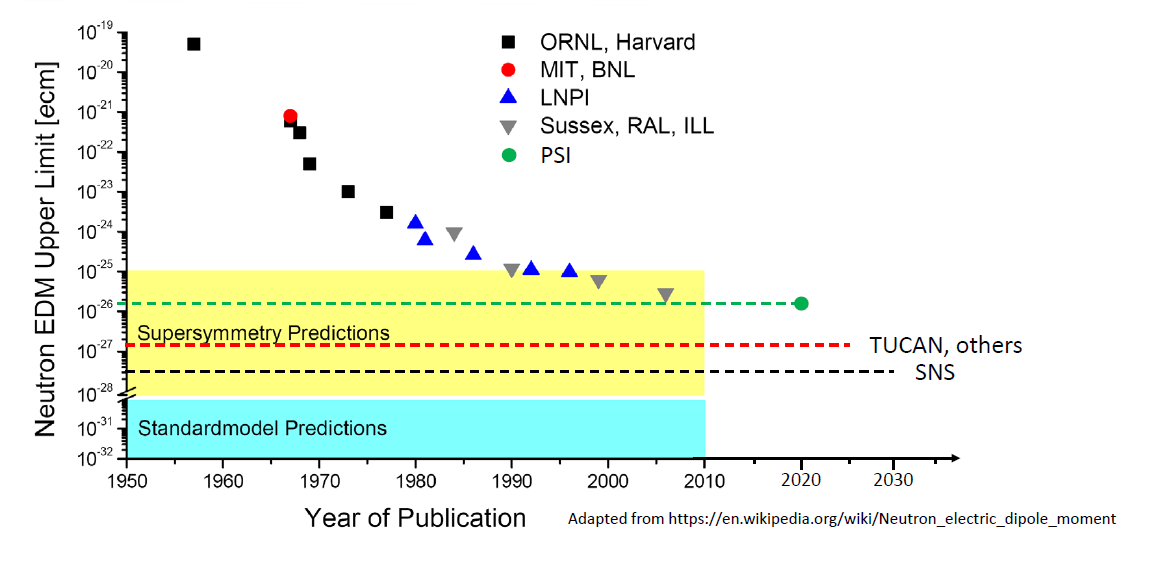 Neutron EDM Upper Limit [ecm]
10⁻¹⁹
10⁻²⁰
10⁻²¹
10⁻²²
10⁻²³
10⁻²⁴
10⁻²⁵
10⁻²⁶
10⁻²⁷
10⁻²⁸
10⁻³¹
10⁻³²
ORNL, Harvard
MIT, BNL
LNPI
Sussex, RAL, ILL
PSI
Supersymmetry Predictions
TUCAN, others
SNS
Standardmodel Predictions
1950 1960 1970 1980 1990 2000 2010 2020 2030
Year of Publication
Adapted from https://en.wikipedia.org/wiki/Neutron_electric_dipole_moment